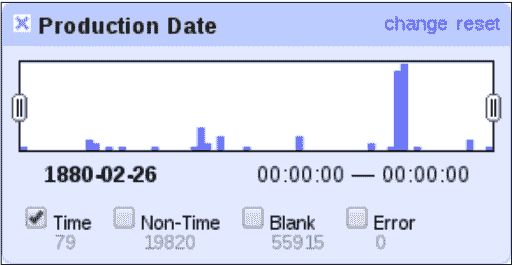 Production Date change reset
1880-02-26 00:00:00 — 00:00:00
Time Non-Time Blank Error
79 19820 55915 0